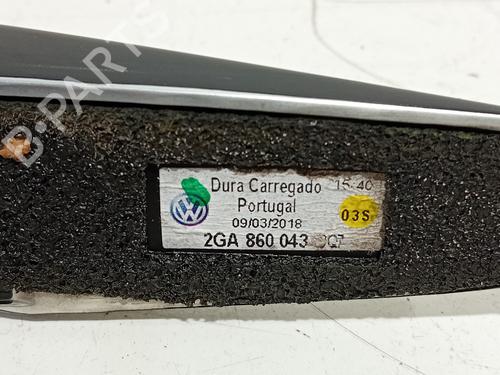 B-PARTS
Dura Carregado 15:40
Portugal
03S
09/03/2018
2GA 860 043